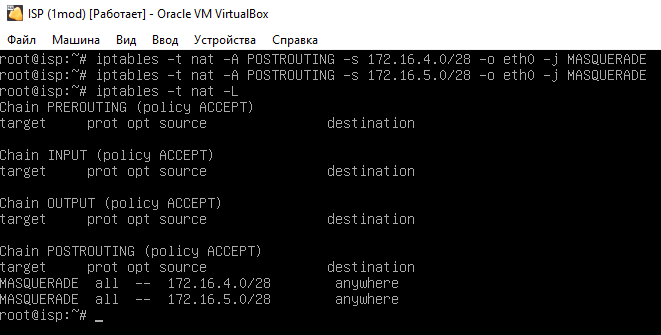 ISP (1mod) [Работает] - Oracle VM VirtualBox
Файл Машина Вид Ввод Устройства Справка
root@isp:~# iptables -t nat -A POSTROUTING -s 172.16.4.0/28 -o eth0 -j MASQUERADE
root@isp:~# iptables -t nat -A POSTROUTING -s 172.16.5.0/28 -o eth0 -j MASQUERADE
root@isp:~# iptables -t nat -L
Chain PREROUTING (policy ACCEPT)
target prot opt source destination
Chain INPUT (policy ACCEPT)
target prot opt source destination
Chain OUTPUT (policy ACCEPT)
target prot opt source destination
Chain POSTROUTING (policy ACCEPT)
target prot opt source destination
MASQUERADE all -- 172.16.4.0/28 anywhere
MASQUERADE all -- 172.16.5.0/28 anywhere
root@isp:~# _